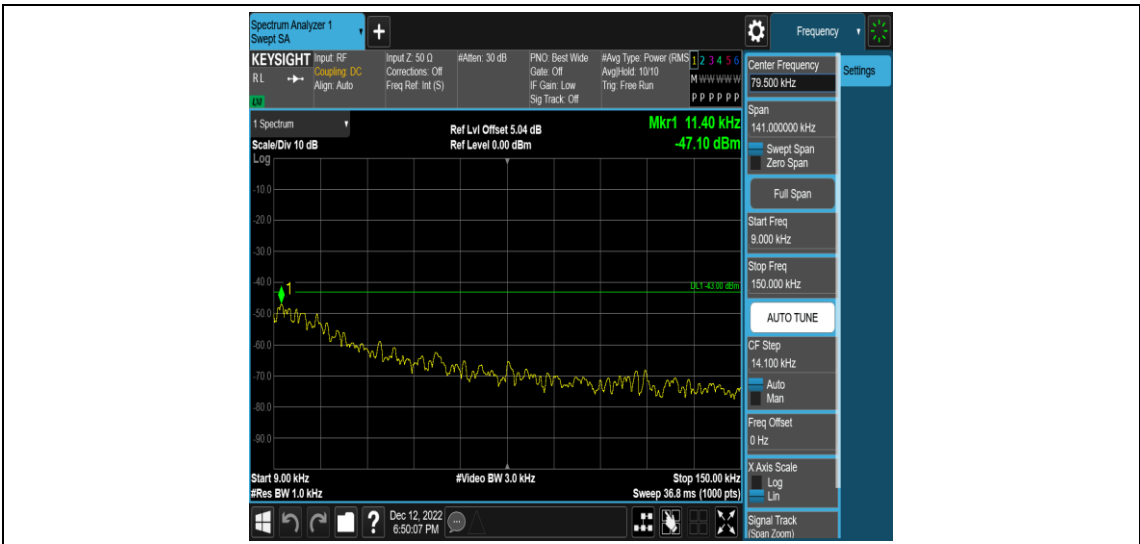 Spectrum Analyzer 1
Swept SA
+
Frequency
KEYSIGHT
RL
LXI
Input: RF
Coupling: DC
Align: Auto
Input Z: 50 Ω
Corrections: Off
Freq Ref: Int (S)
#Atten: 30 dB
PNO: Best Wide
Gate: Off
IF Gain: Low
Sig Track: Off
#Avg Type: Power (RMS
Avg|Hold: 10/10
Trig: Free Run
1 2 3 4 5 6
M W W W W W
P P P P P P
Center Frequency
79.500 kHz
Settings
Span
141.000000 kHz
Swept Span
Zero Span
Full Span
Start Freq
9.000 kHz
Stop Freq
150.000 kHz
AUTO TUNE
CF Step
14.100 kHz
Auto
Man
Freq Offset
0 Hz
X Axis Scale
Log
Lin
Signal Track
(Span Zoom)
1 Spectrum
Scale/Div 10 dB
Ref Lvl Offset 5.04 dB
Ref Level 0.00 dBm
Mkr1 11.40 kHz
-47.10 dBm
Log
-10.0
-20.0
-30.0
-40.0
-50.0
-60.0
-70.0
-80.0
-90.0
1
DL1 -43.00 dBm
Start 9.00 kHz
#Res BW 1.0 kHz
#Video BW 3.0 kHz
Stop 150.00 kHz
Sweep 36.8 ms (1000 pts)
?
Dec 12, 2022
6:50:07 PM